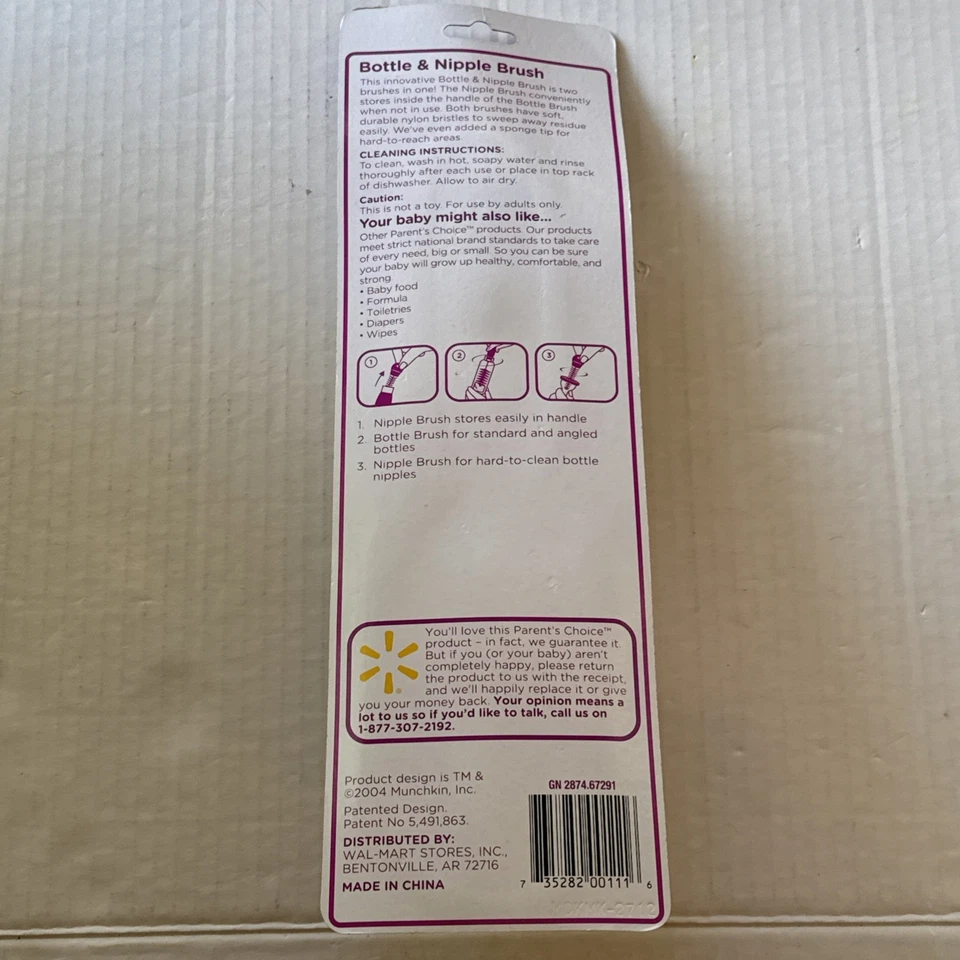 Bottle & Nipple Brush
This innovative Bottle & Nipple Brush is two
brushes in one! The Nipple Brush conveniently
stores inside the handle of the Bottle Brush
when not in use. Both brushes have soft,
durable nylon bristles to sweep away residue
easily. We've even added a sponge tip for
hard-to-reach areas.
CLEANING INSTRUCTIONS:
To clean, wash in hot, soapy water and rinse
thoroughly after each use or place in top rack
of dishwasher. Allow to air dry.
Caution:
This is not a toy. For use by adults only.
Your baby might also like...
Other Parent's Choice™ products. Our products
meet strict national brand standards to take care
of every need, big or small. So you can be sure
your baby will grow up healthy, comfortable, and
strong.
• Baby food
• Formula
• Toiletries
• Diapers
• Wipes
1 2 3
1. Nipple Brush stores easily in handle
2. Bottle Brush for standard and angled
bottles
3. Nipple Brush for hard-to-clean bottle
nipples
You'll love this Parent's Choice™
product – in fact, we guarantee it.
But if you (or your baby) aren't
completely happy, please return
the product to us with the receipt,
and we'll happily replace it or give
you your money back. Your opinion means a
lot to us so if you'd like to talk, call us on
1-877-307-2192.
®
Product design is TM &
©2004 Munchkin, Inc.
Patented Design.
Patent No 5,491,863.
DISTRIBUTED BY:
WAL-MART STORES, INC.,
BENTONVILLE, AR 72716
MADE IN CHINA
GN 2874.67291
7 35282 00111 6